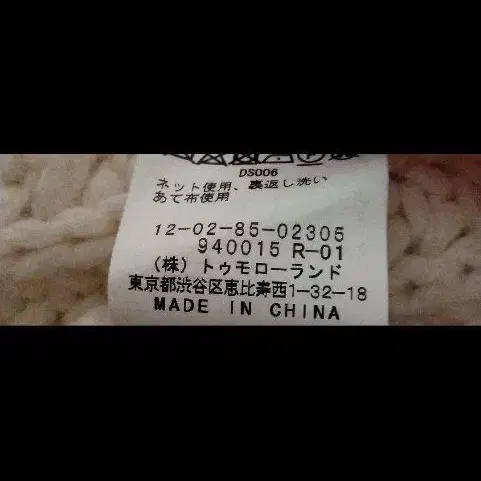 DS006
ネット使用、裏返し洗い
あて布使用
12-02-85-02305
940015 R-01
(株)トゥモローランド
東京都渋谷区恵比寿西1-32-18
MADE IN CHINA